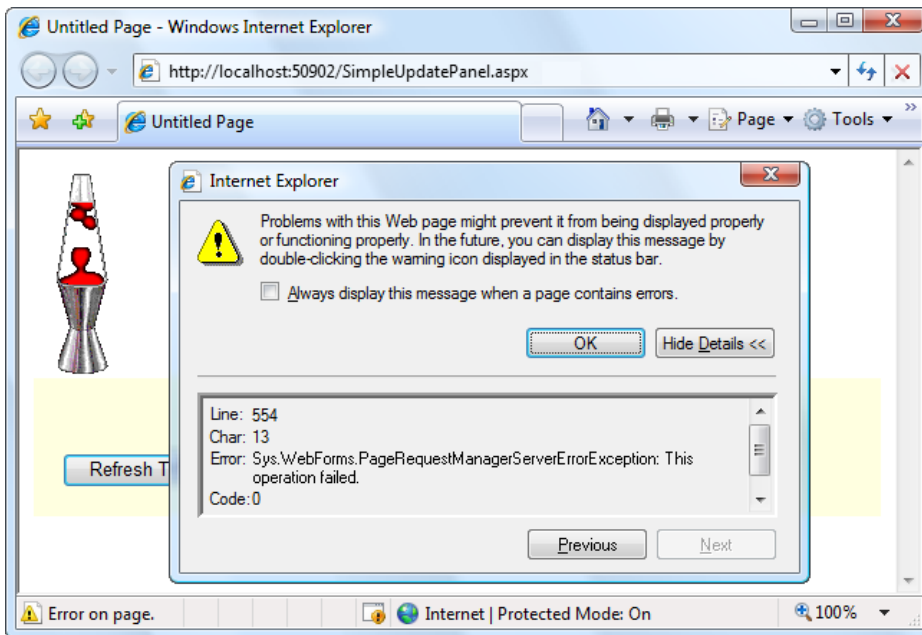 Untitled Page - Windows Internet Explorer
http://localhost:50902/SimpleUpdatePanel.aspx
Untitled Page
Page
Tools
»
Internet Explorer
Problems with this Web page might prevent it from being displayed properly
or functioning properly. In the future, you can display this message by
double-clicking the warning icon displayed in the status bar.
Always display this message when a page contains errors.
OK
Hide Details <<
Line: 554
Char: 13
Error: Sys.WebForms.PageRequestManagerServerErrorException: This
operation failed.
Code:0
Refresh T
Previous
Next
Error on page.
Internet | Protected Mode: On
100%